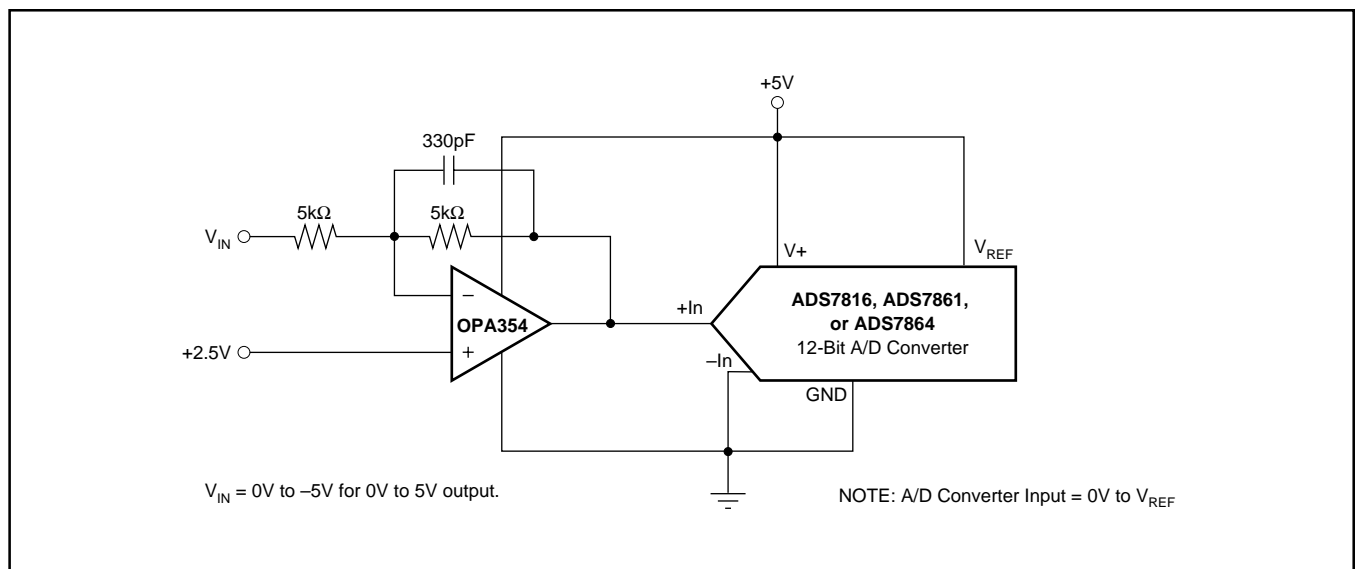 +5V
330pF
5kΩ
5kΩ
VIN
V+
VREF
–
OPA354
+
+2.5V
+In
–In
ADS7816, ADS7861,
or ADS7864
12-Bit A/D Converter
GND
VIN = 0V to –5V for 0V to 5V output.
NOTE: A/D Converter Input = 0V to VREF